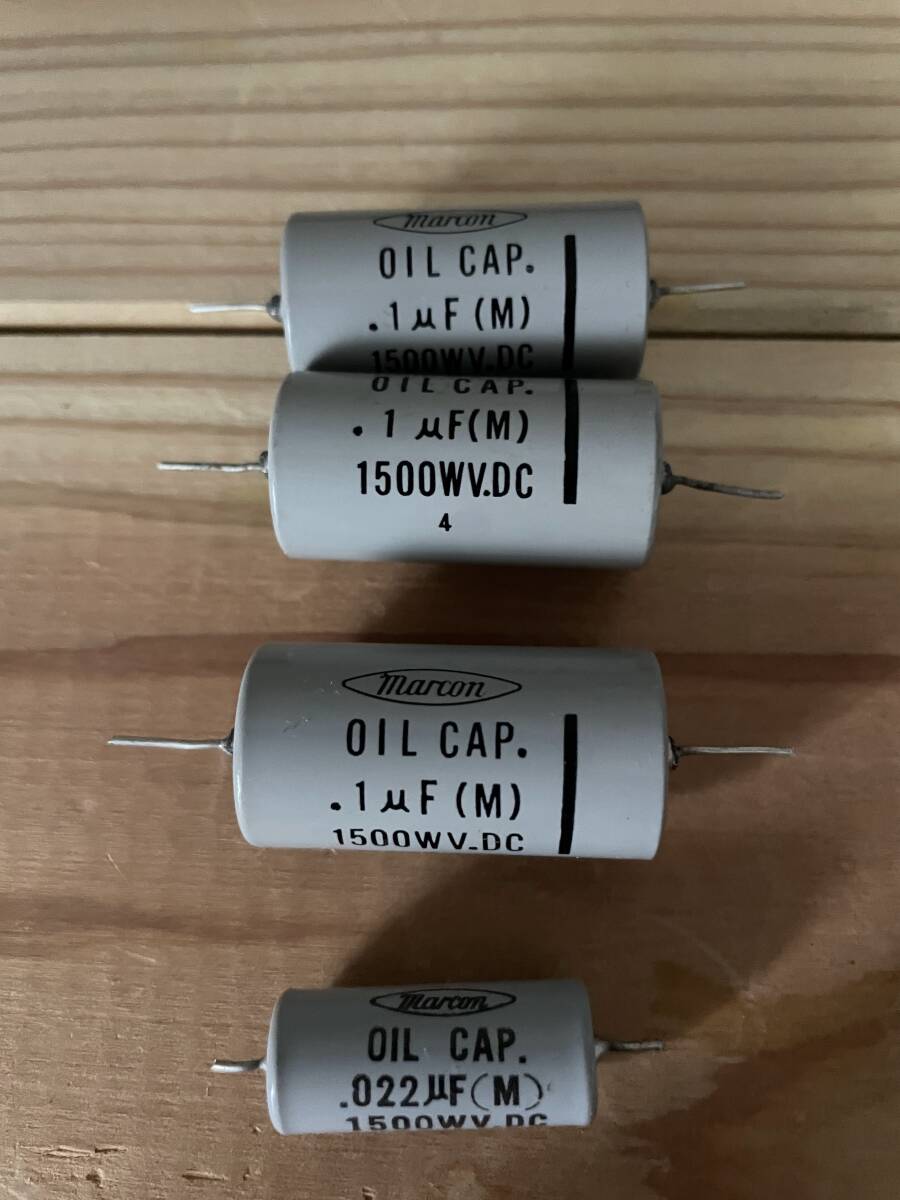 Marcon
OIL CAP.
.1μF (M)
1500WV.DC
OIL CAP.
.1μF(M)
1500WV.DC
4
Marcon
OIL CAP.
.1μF (M)
1500WV.DC
Marcon
OIL CAP.
.022μF(M)
1500WV.DC